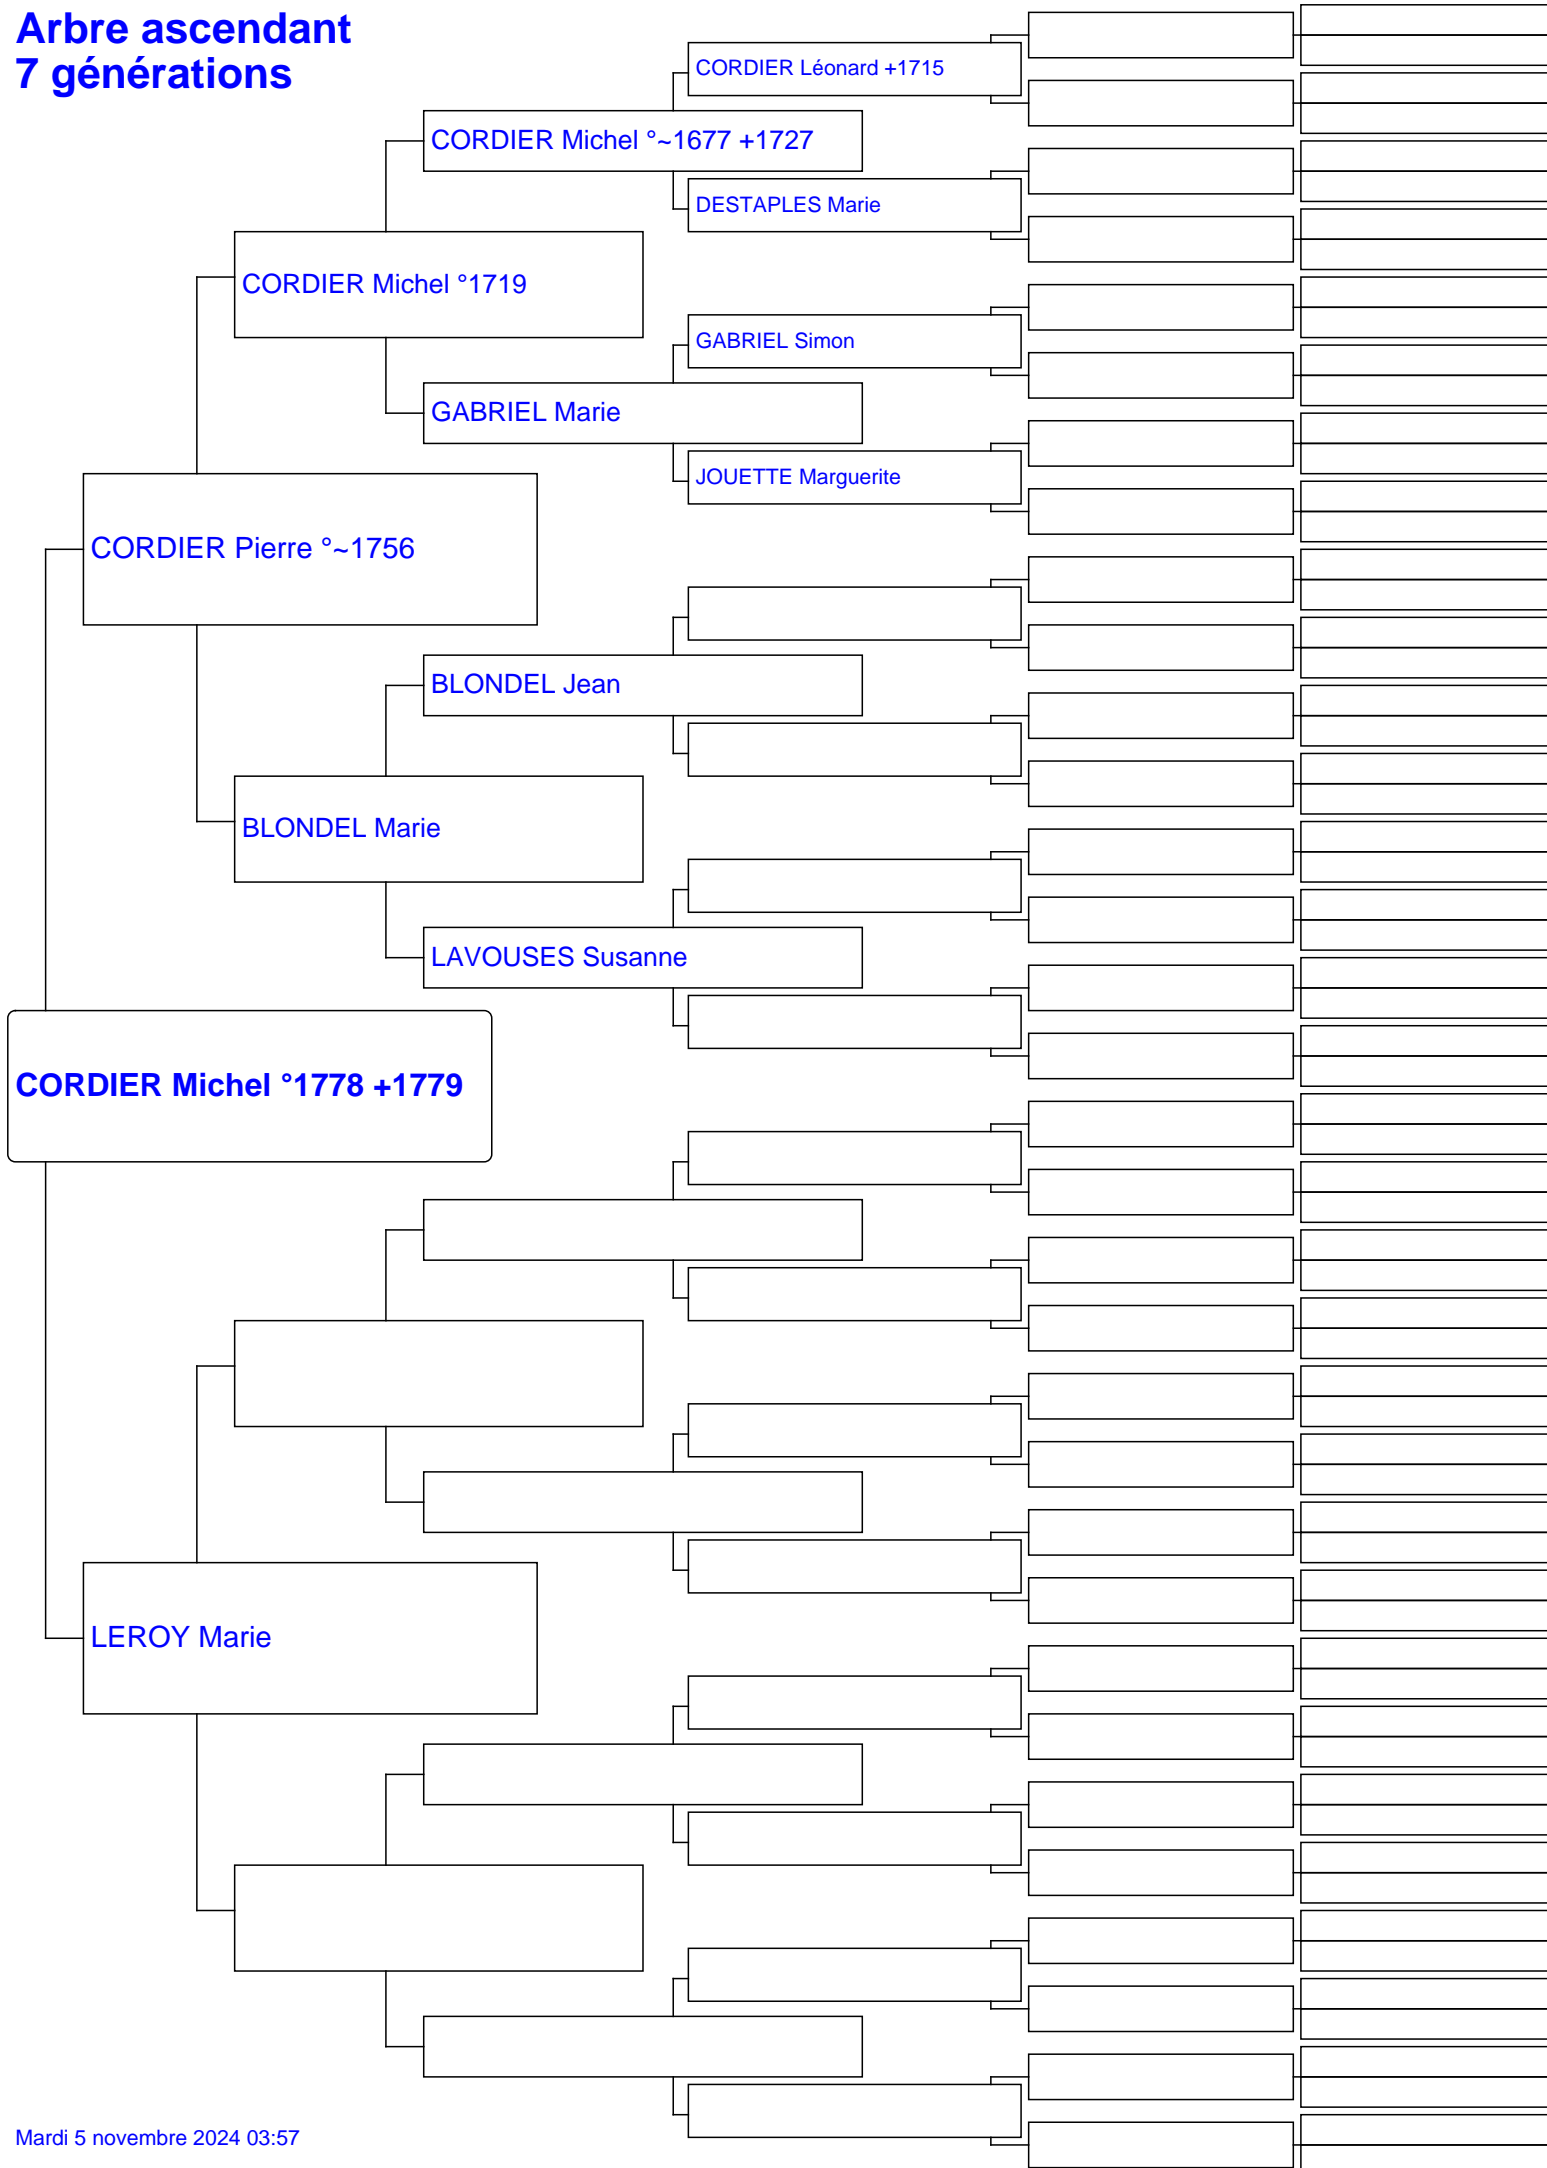 Arbre ascendant
7 générations
CORDIER Léonard +1715
CORDIER Michel °~1677 +1727
DESTAPLES Marie
CORDIER Michel °1719
GABRIEL Simon
GABRIEL Marie
JOUETTE Marguerite
CORDIER Pierre °~1756
BLONDEL Jean
BLONDEL Marie
LAVOUSES Susanne
CORDIER Michel °1778 +1779
LEROY Marie
Mardi 5 novembre 2024 03:57